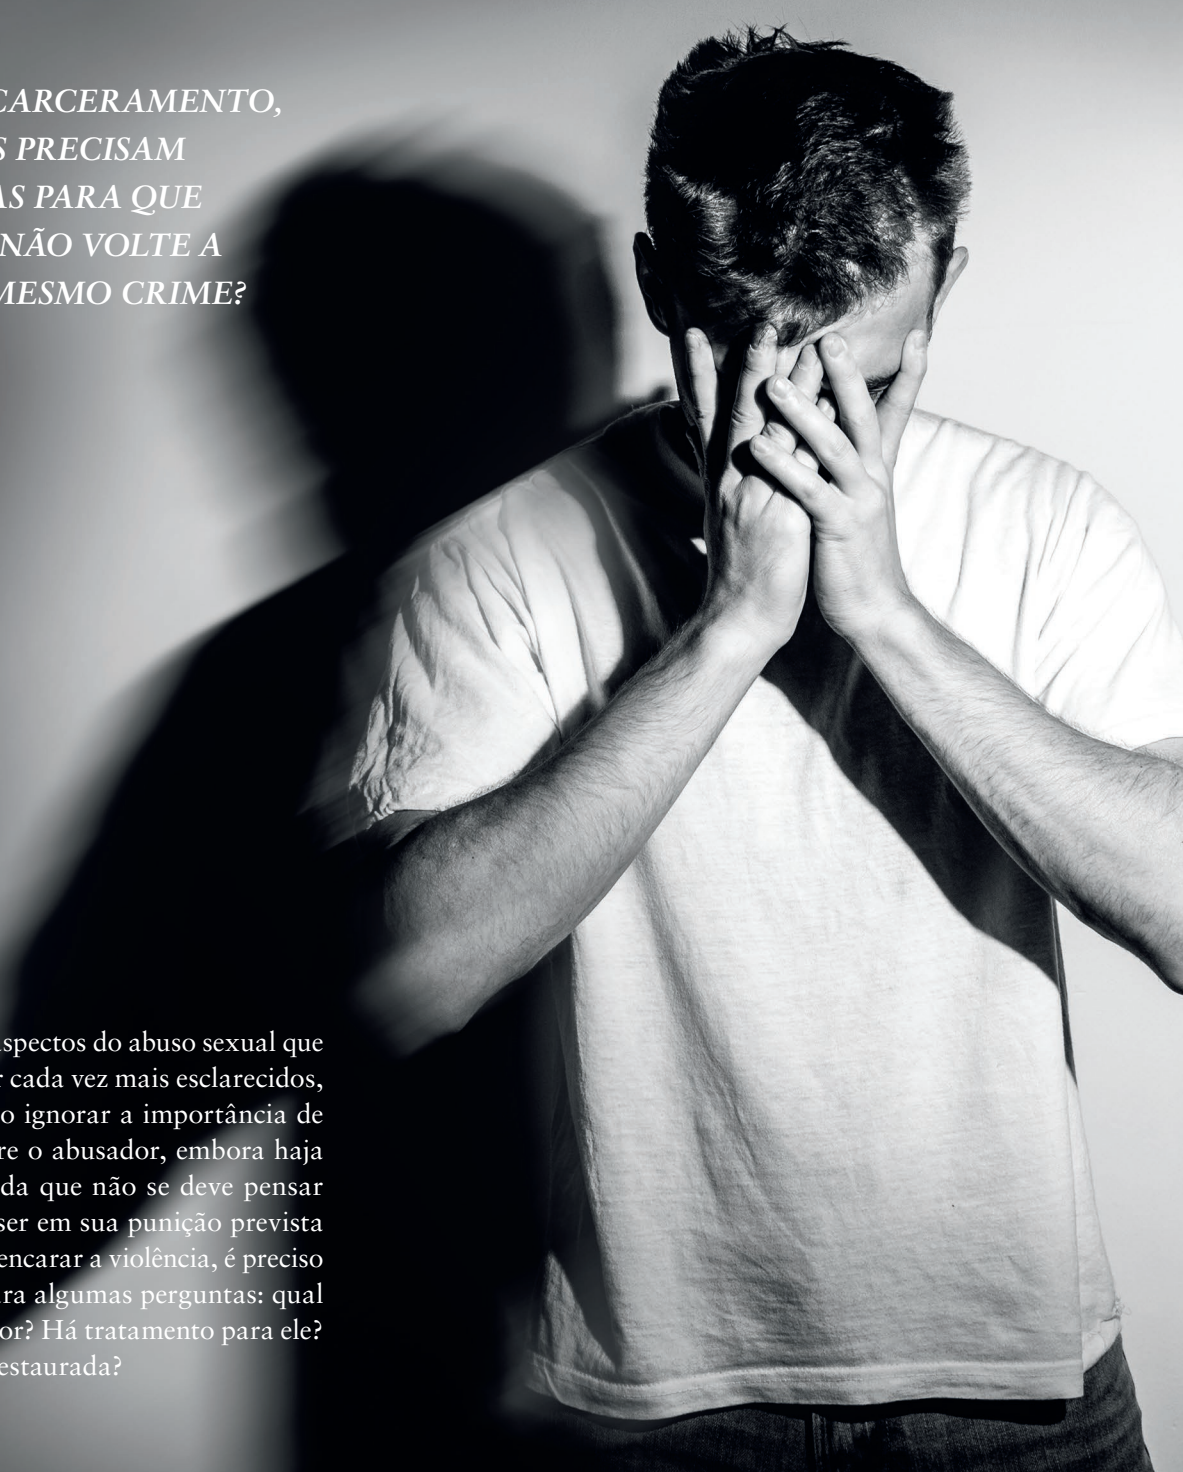 CARCERAMENTO,
S PRECISAM
AS PARA QUE
NÃO VOLTE A
MESMO CRIME?
spectos do abuso sexual que
r cada vez mais esclarecidos,
o ignorar a importância de
re o abusador, embora haja
da que não se deve pensar
ser em sua punição prevista
encarar a violência, é preciso
ra algumas perguntas: qual
or? Há tratamento para ele?
estaurada?